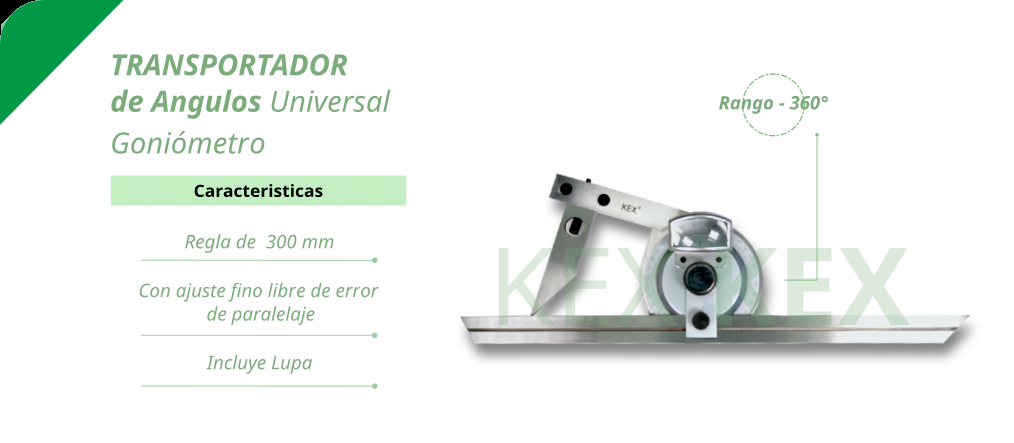 TRANSPORTADOR
de Angulos Universal
Goniómetro
Caracteristicas
Regla de 300 mm
Con ajuste fino libre de error
de paralelaje
Incluye Lupa
Rango - 360°
KEX
KEX KEX